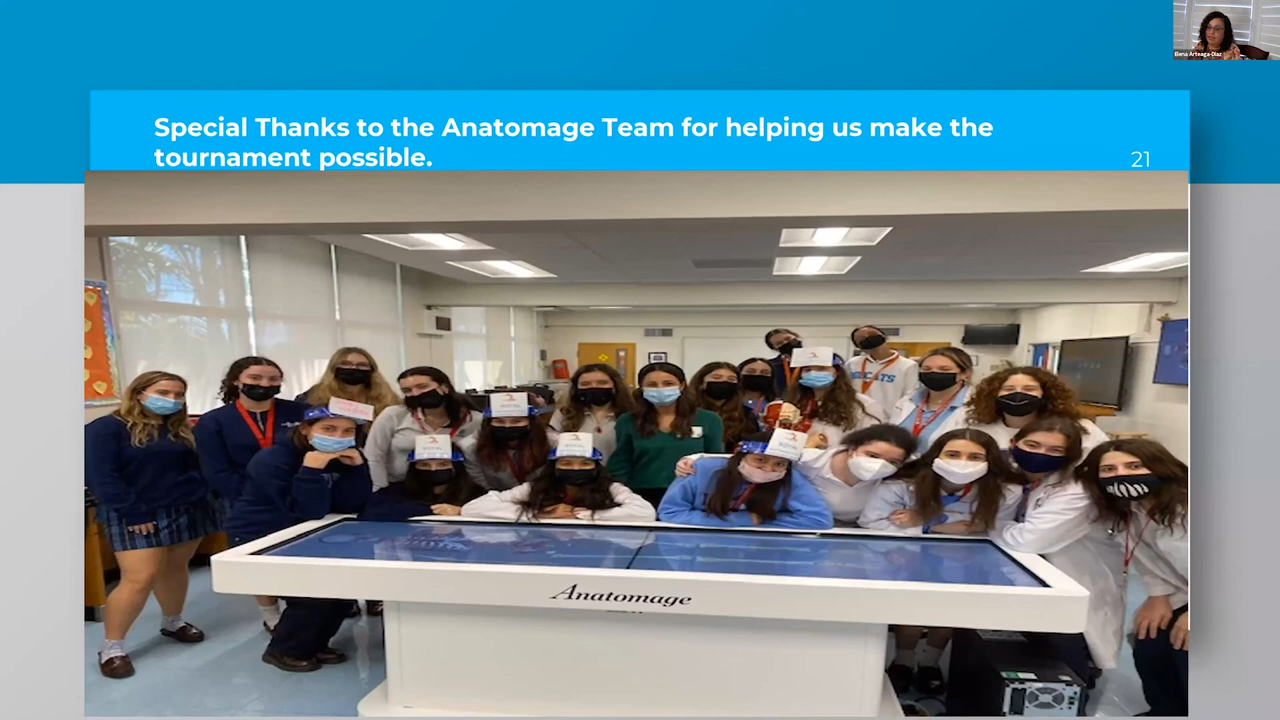 Elena Arteaga-Diaz
Special Thanks to the Anatomage Team for helping us make the
tournament possible.
21
Anatomage